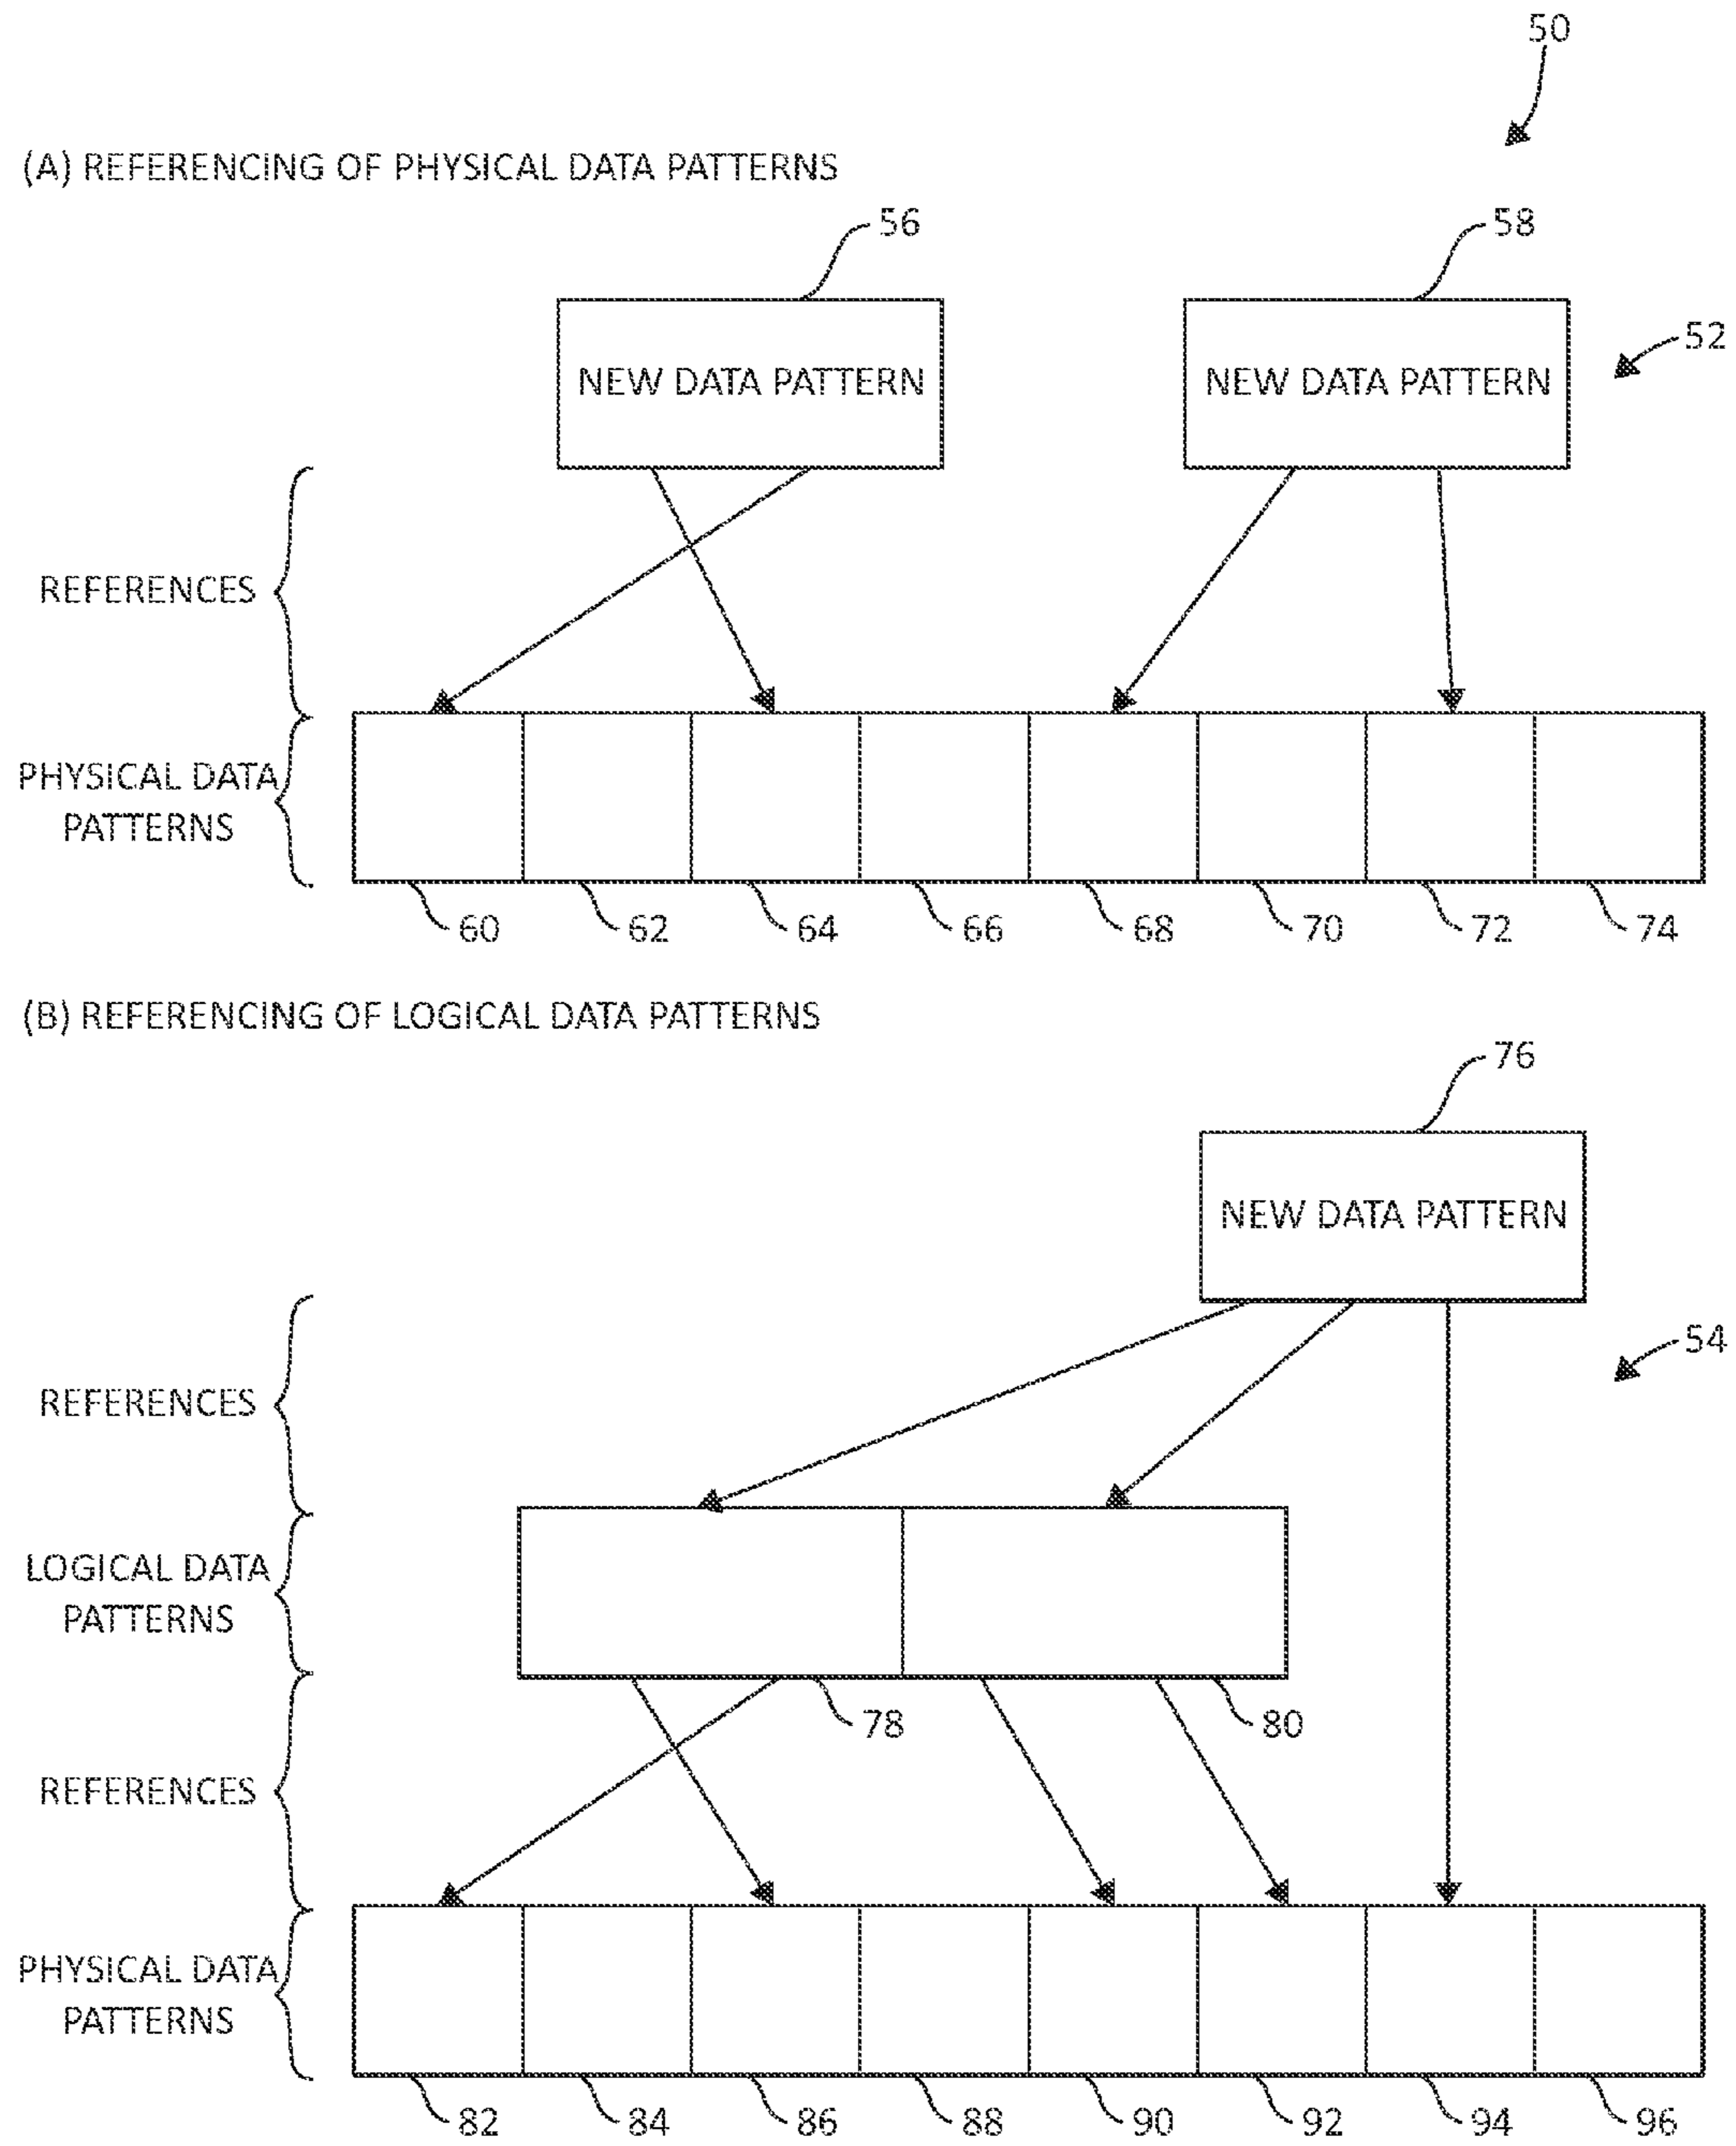 50
(A) REFERENCING OF PHYSICAL DATA PATTERNS
56
58
52
NEW DATA PATTERN
NEW DATA PATTERN
REFERENCES
PHYSICAL DATA
PATTERNS
60
62
64
66
68
70
72
74
(B) REFERENCING OF LOGICAL DATA PATTERNS
76
NEW DATA PATTERN
54
REFERENCES
LOGICAL DATA
PATTERNS
78
80
REFERENCES
PHYSICAL DATA
PATTERNS
82
84
86
88
90
92
94
96